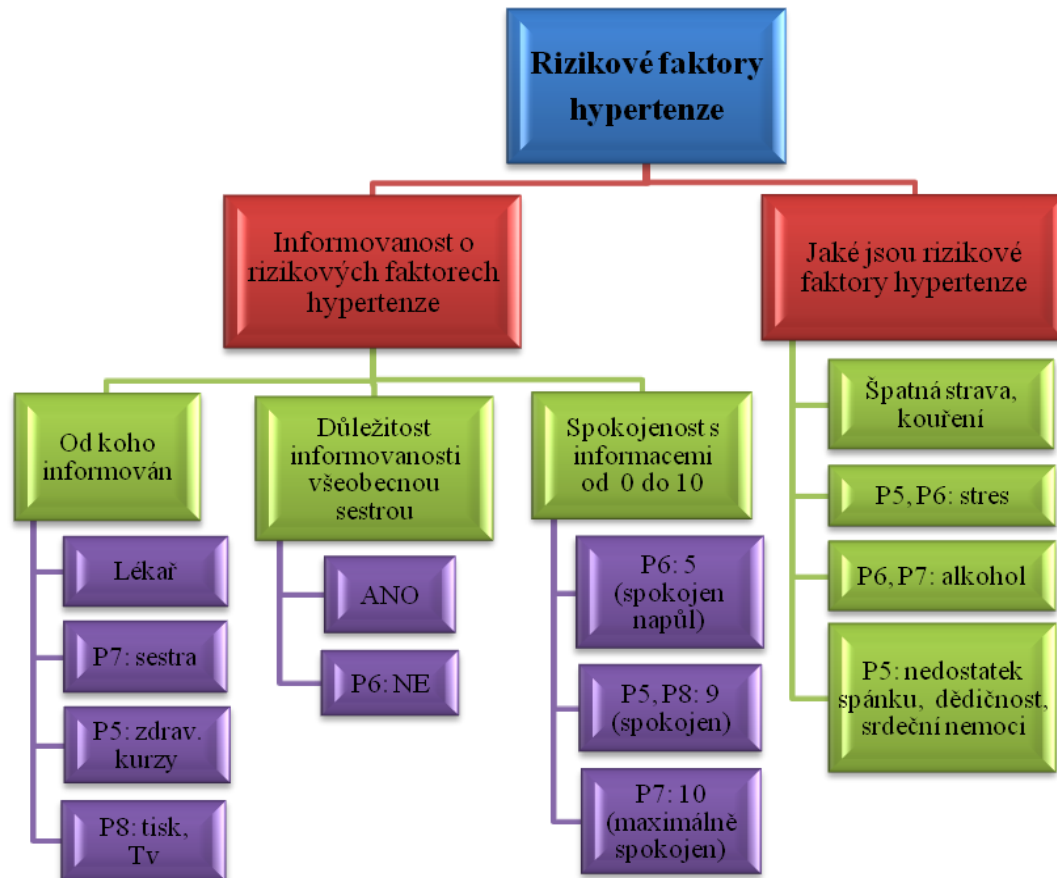 Rizikové faktory
hypertenze
Informovanost o
rizikových faktorech
hypertenze
Jaké jsou rizikové
faktory hypertenze
Od koho
informován
Lékař
P7: sestra
P5: zdrav.
kurzy
P8: tisk,
Tv
Důležitost
informovanosti
všeobecnou
sestrou
ANO
P6: NE
Spokojenost s
informacemi
od 0 do 10
P6: 5
(spokojen
napůl)
P5, P8: 9
(spokojen)
P7: 10
(maximálně
spokojen)
Špatná strava,
kouření
P5, P6: stres
P6, P7: alkohol
P5: nedostatek
spánku, dědičnost,
srdeční nemoci